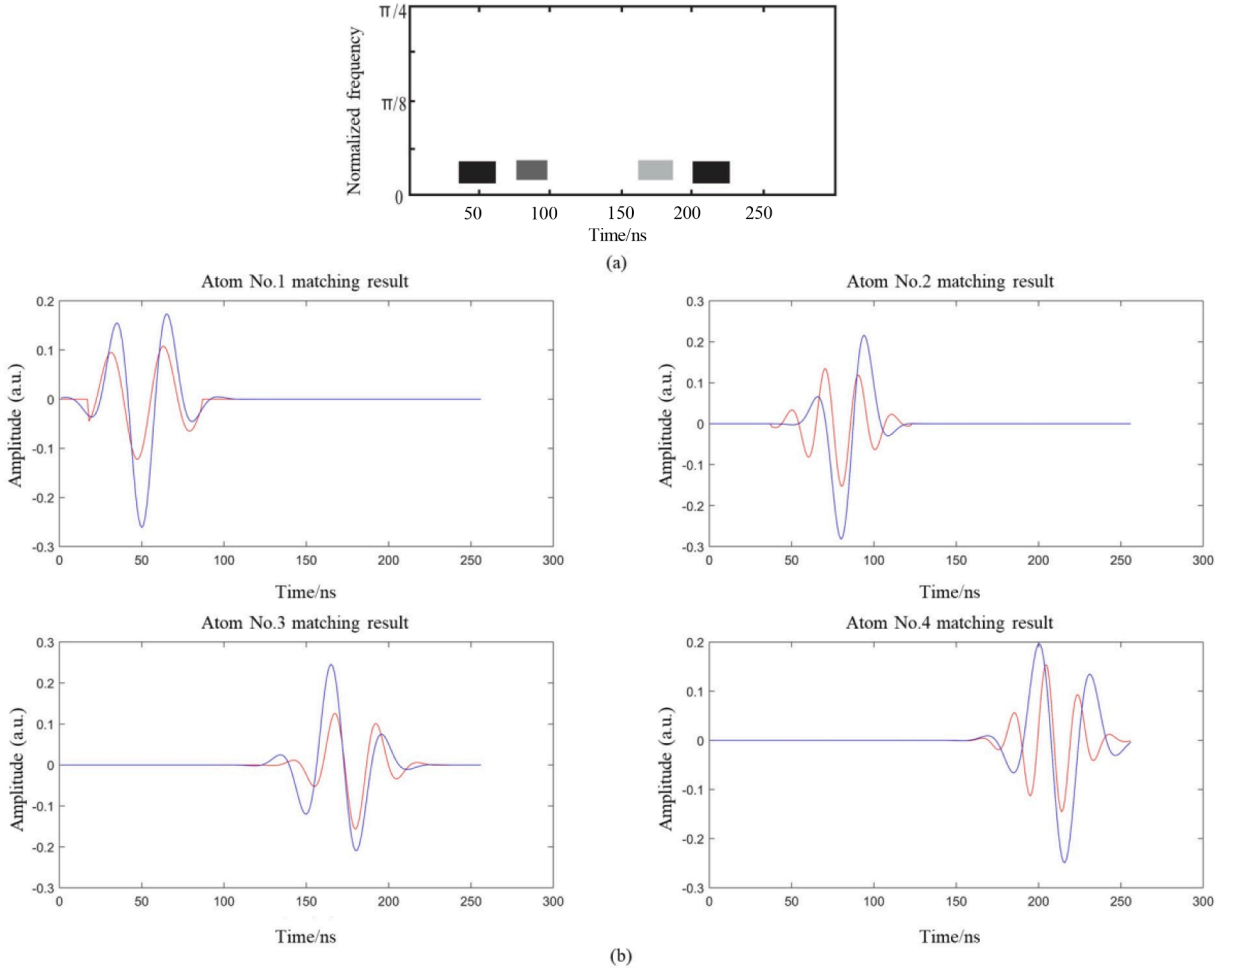 π/4
π/8
0
Normalized frequency
50 100 150 200 250
Time/ns
(a)
Atom No.1 matching result
0.2
0.1
0
-0.1
-0.2
-0.3
Amplitude (a.u.)
0 50 100 150 200 250 300
Time/ns
Atom No.2 matching result
0.3
0.2
0.1
0
-0.1
-0.2
-0.3
Amplitude (a.u.)
0 50 100 150 200 250 300
Time/ns
Atom No.3 matching result
0.3
0.2
0.1
0
-0.1
-0.2
-0.3
Amplitude (a.u.)
0 50 100 150 200 250 300
Time/ns
Atom No.4 matching result
0.2
0.1
0
-0.1
-0.2
-0.3
Amplitude (a.u.)
0 50 100 150 200 250 300
Time/ns
(b)